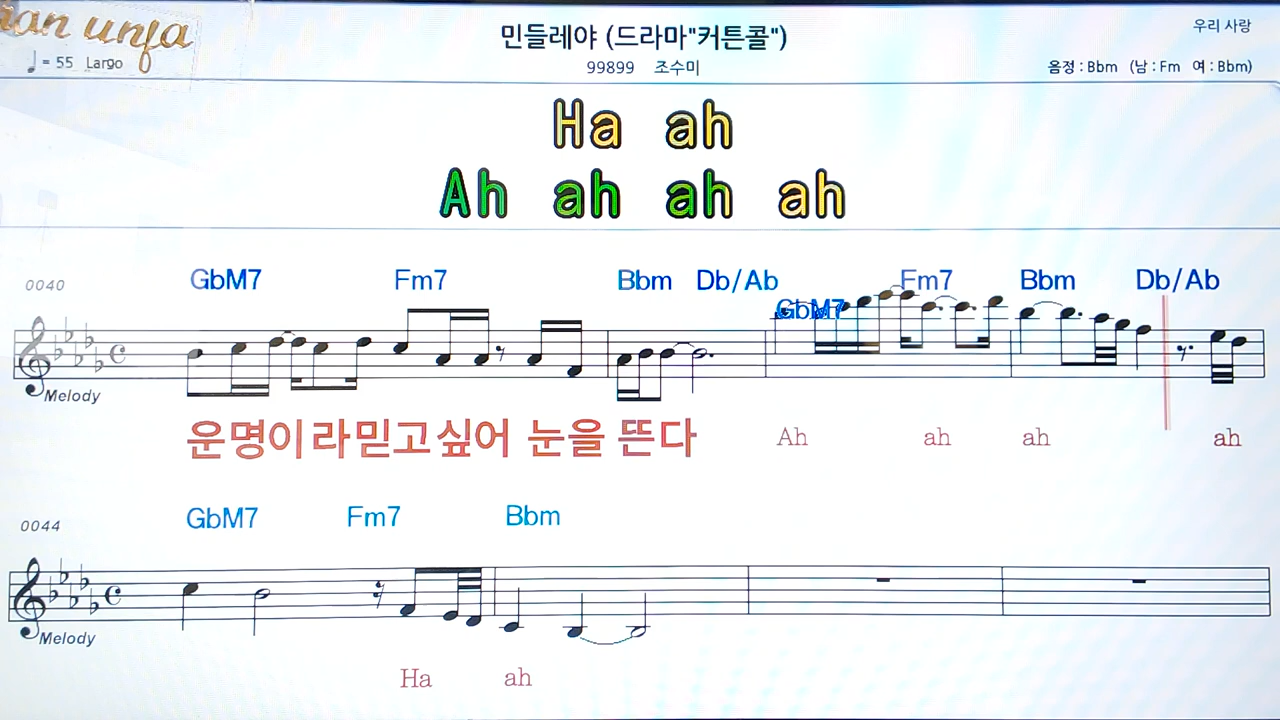 민들레야 (드라마"커튼콜")
우리 사랑
♩ = 55 Largo
99899 조수미
음정 : Bbm (남 : Fm 여 : Bbm)
Ha ah
Ah ah ah ah
0040 GbM7 Fm7 Bbm Db/Ab GbM7 Fm7 Bbm Db/Ab
Melody
운명이라믿고싶어 눈을 뜬다 Ah ah ah ah
0044 GbM7 Fm7 Bbm
Melody
Ha ah